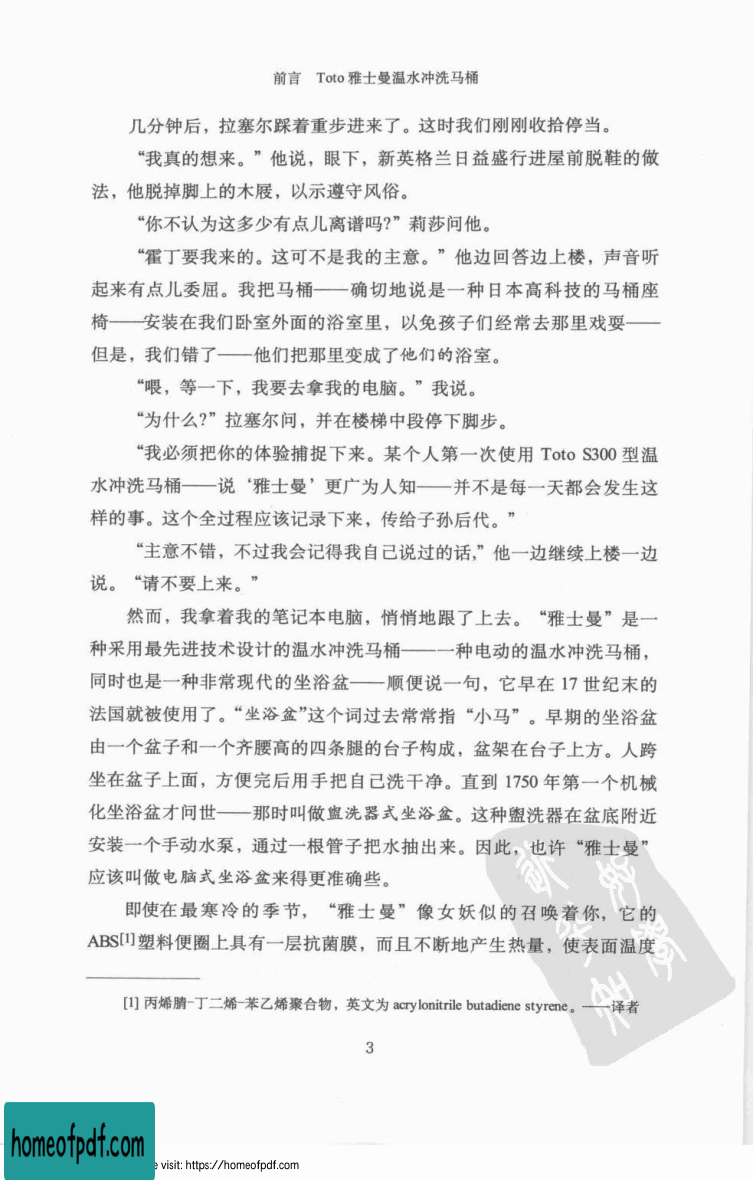 前言 Toto雅士曼温水冲洗马桶
几分钟后，拉塞尔踩着重步进来了。这时我们刚刚收拾停当。
“我真的想来。”他说，眼下，新英格兰日益盛行进屋前脱鞋的做
法，他脱掉脚上的木屐，以示遵守风俗。
“你不认为这多少有点儿离谱吗?”莉莎问他。
“霍丁要我来的。这可不是我的主意。”他边回答边上楼，声音听
起来有点儿委屈。我把马桶——确切地说是一种日本高科技的马桶座
椅——安装在我们卧室外面的浴室里，以免孩子们经常去那里戏耍——
但是，我们错了——他们把那里变成了他们的浴室。
“喂，等一下，我要去拿我的电脑。”我说。
“为什么?”拉塞尔问，并在楼梯中段停下脚步。
“我必须把你的体验捕捉下来。某个人第一次使用 Toto S300 型温
水冲洗马桶——说‘雅士曼’更广为人知——并不是每一天都会发生这
样的事。这个全过程应该记录下来，传给子孙后代。”
“主意不错，不过我会记得我自己说过的话,”他一边继续上楼一边
说。“请不要上来。”
然而，我拿着我的笔记本电脑，悄悄地跟了上去。“雅士曼”是一
种采用最先进技术设计的温水冲洗马桶——一种电动的温水冲洗马桶，
同时也是一种非常现代的坐浴盆——顺便说一句，它早在 17 世纪末的
法国就被使用了。“坐浴盆”这个词过去常常指“小马”。早期的坐浴盆
由一个盆子和一个齐腰高的四条腿的台子构成，盆架在台子上方。人跨
坐在盆子上面，方便完后用手把自己洗干净。直到 1750 年第一个机械
化坐浴盆才问世——那时叫做盥洗器式坐浴盆。这种盥洗器在盆底附近
安装一个手动水泵，通过一根管子把水抽出来。因此，也许“雅士曼”
应该叫做电脑式坐浴盆来得更准确些。
即使在最寒冷的季节，“雅士曼”像女妖似的召唤着你，它的
ABS[1]塑料便圈上具有一层抗菌膜，而且不断地产生热量，使表面温度
[1] 丙烯腈-丁二烯-苯乙烯聚合物，英文为 acrylonitrile butadiene styrene。——译者
3
homeofpdf.com
e visit: https://homeofpdf.com